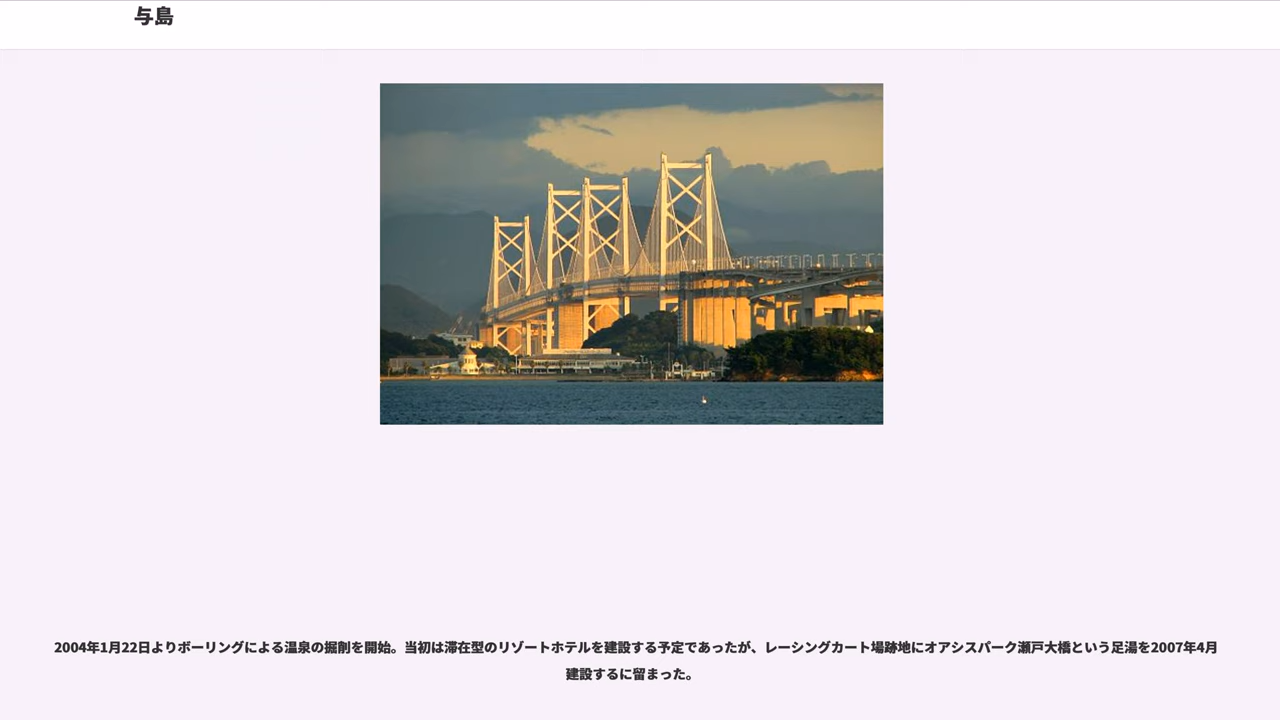 与島
2004年1月22日よりボーリングによる温泉の掘削を開始。当初は滞在型のリゾートホテルを建設する予定であったが、レーシングカート場跡地にオアシスパーク瀬戸大橋という足湯を2007年4月
建設するに留まった。